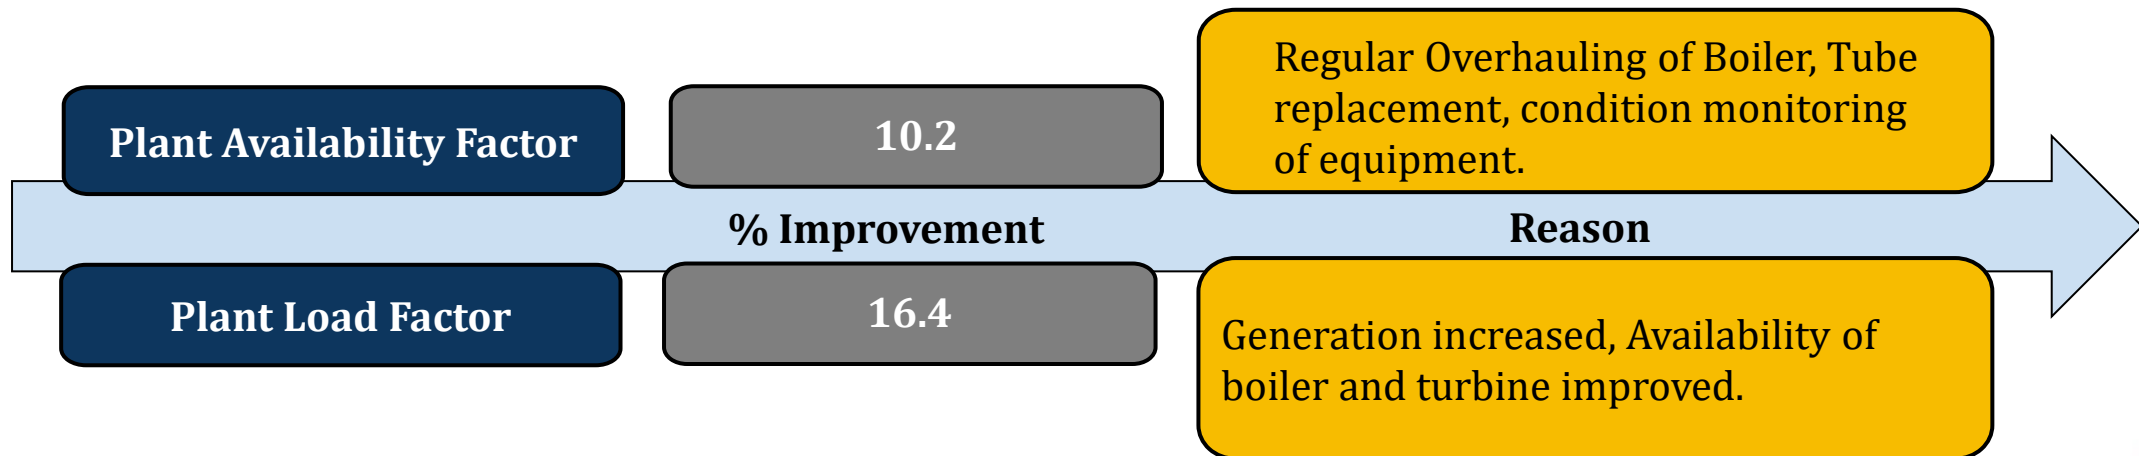 Plant Availability Factor
10.2
Regular Overhauling of Boiler, Tube
replacement, condition monitoring
of equipment.
% Improvement
Reason
Plant Load Factor
16.4
Generation increased, Availability of
boiler and turbine improved.